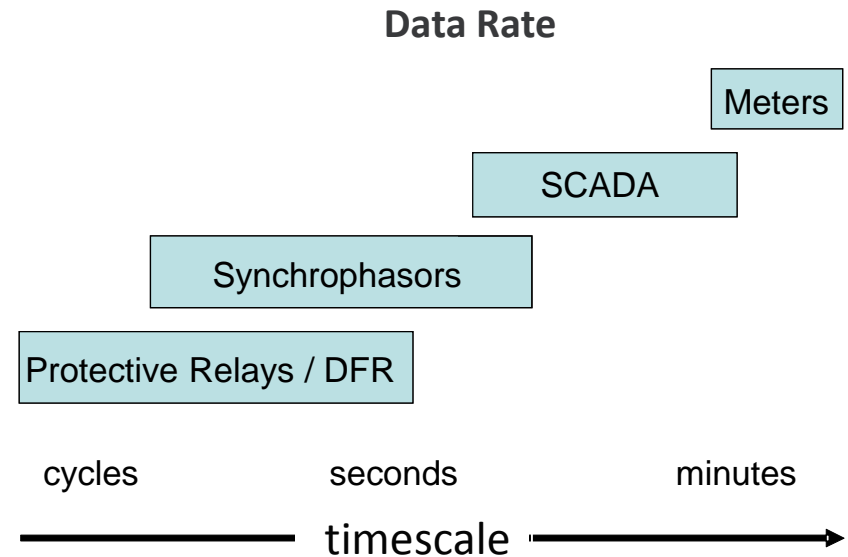 Data Rate
Meters
SCADA
Synchrophasors
Protective Relays / DFR
cycles seconds minutes
timescale